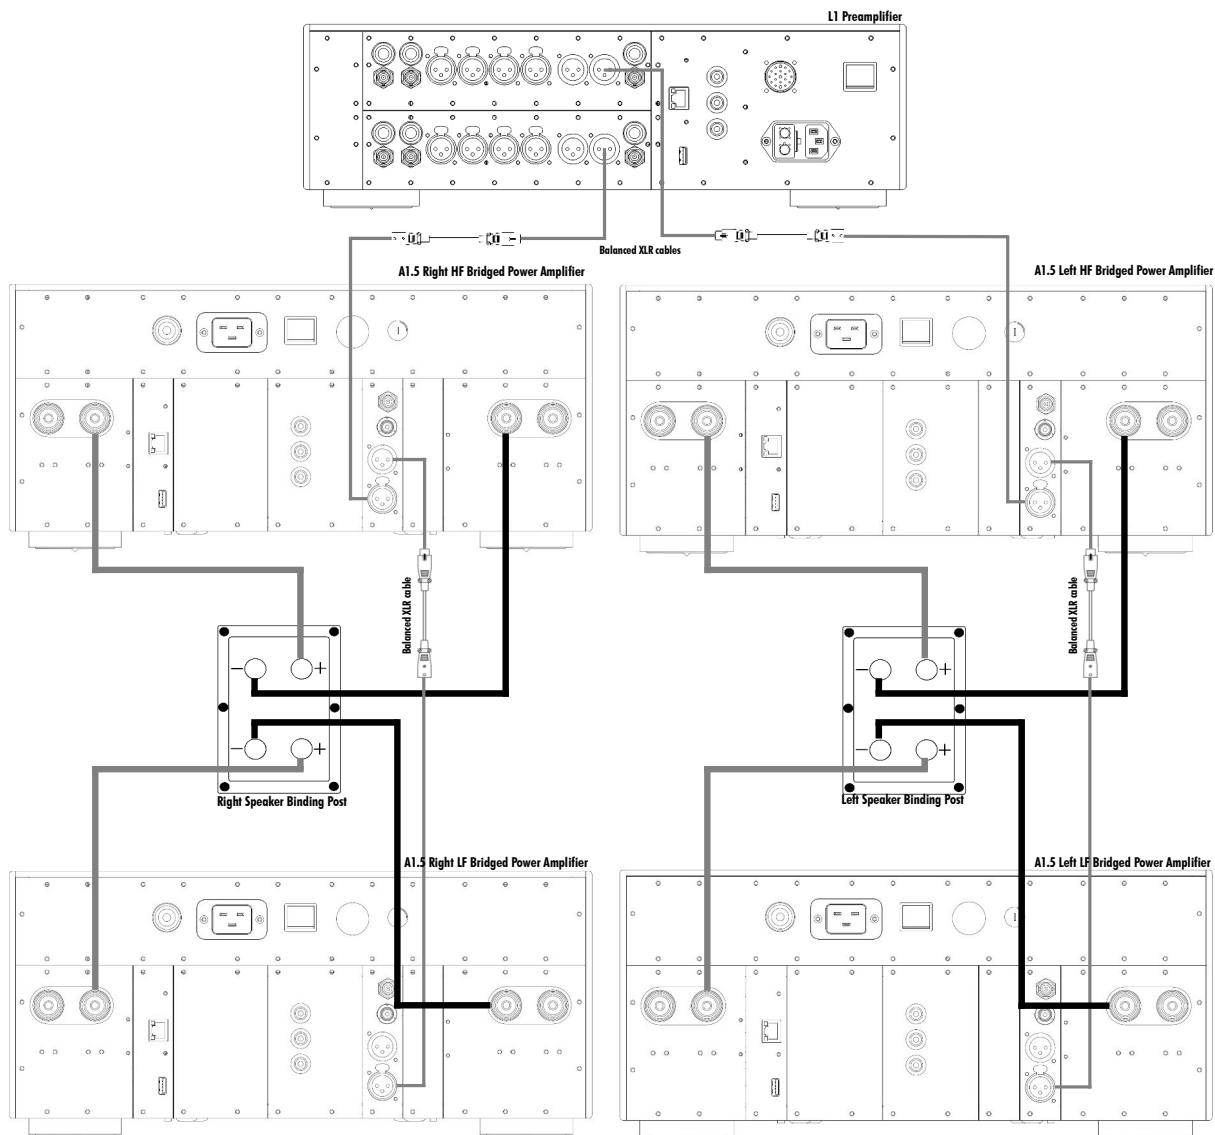 L1 Preamplifier
Balanced XLR cables
A1.5 Right HF Bridged Power Amplifier
A1.5 Left HF Bridged Power Amplifier
Balanced XLR cable
Balanced XLR cable
− +
− +
− +
− +
Right Speaker Binding Post
Left Speaker Binding Post
A1.5 Right LF Bridged Power Amplifier
A1.5 Left LF Bridged Power Amplifier